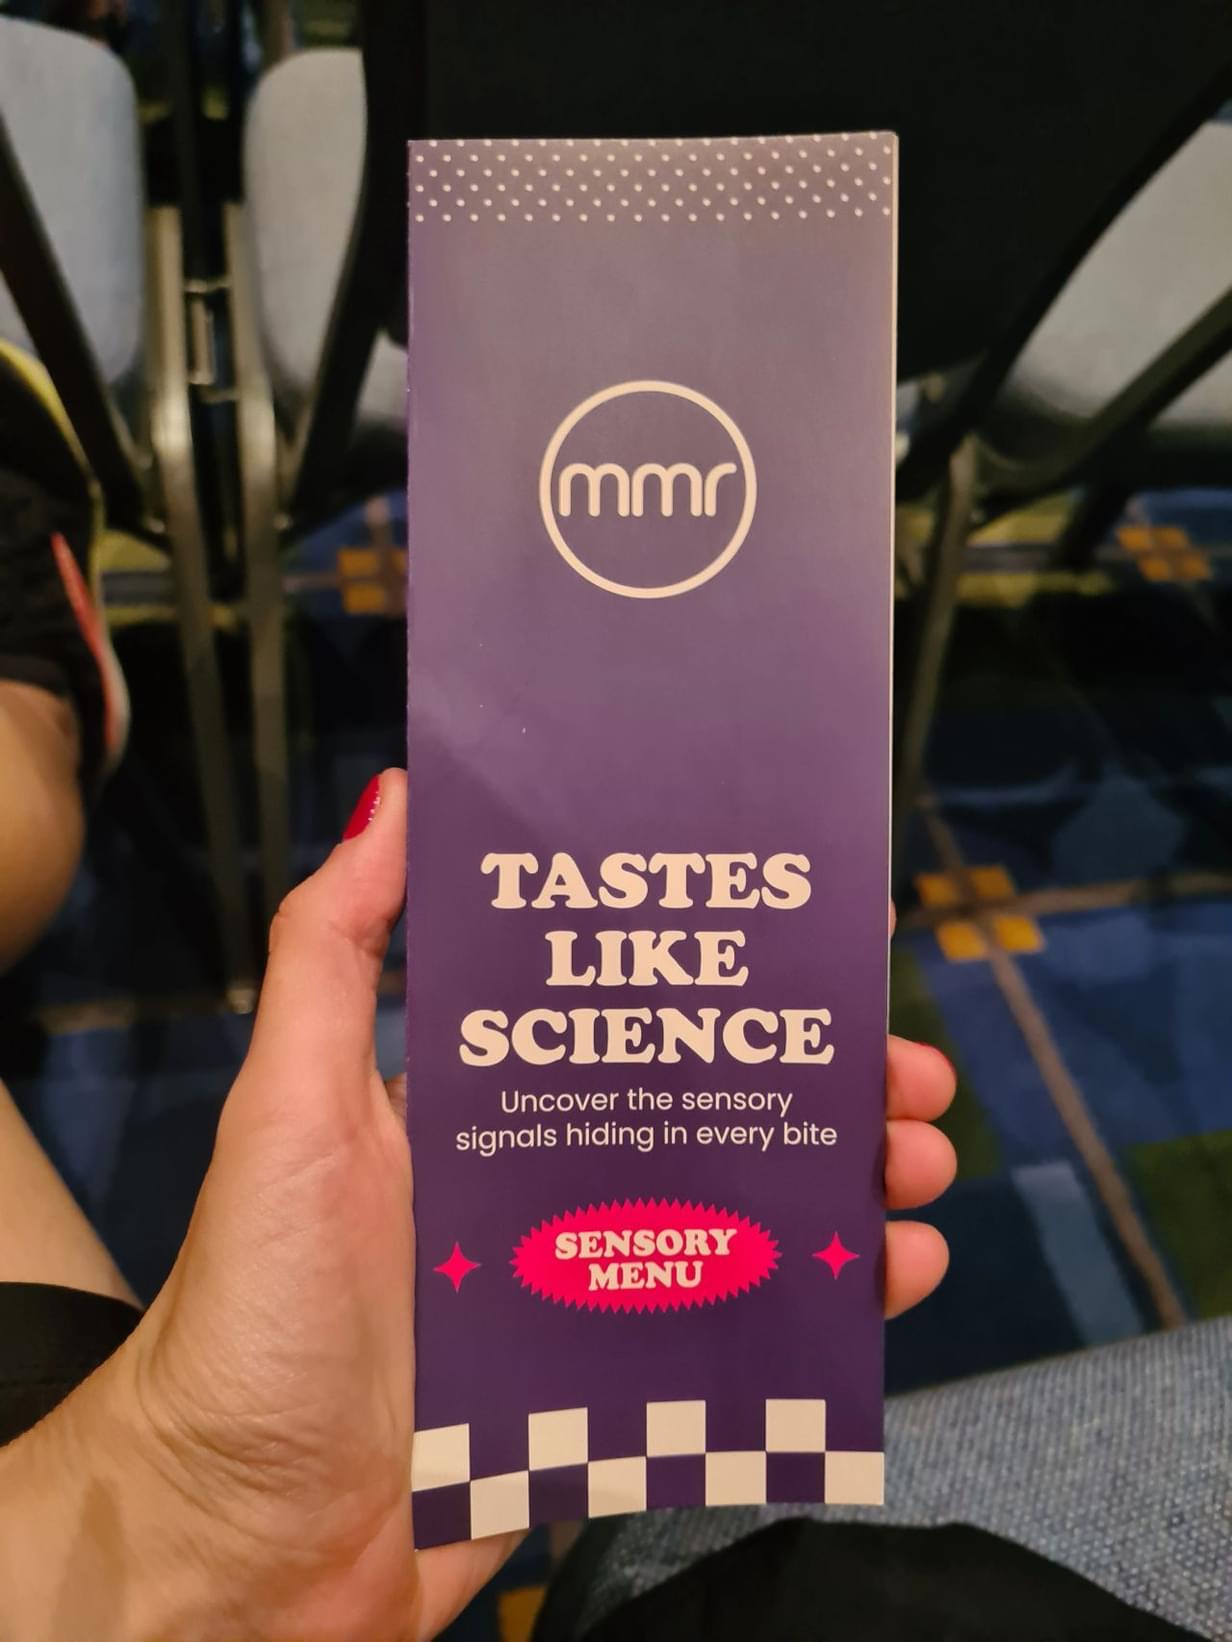 mmr
TASTES
LIKE
SCIENCE
Uncover the sensory
signals hiding in every bite
SENSORY
MENU